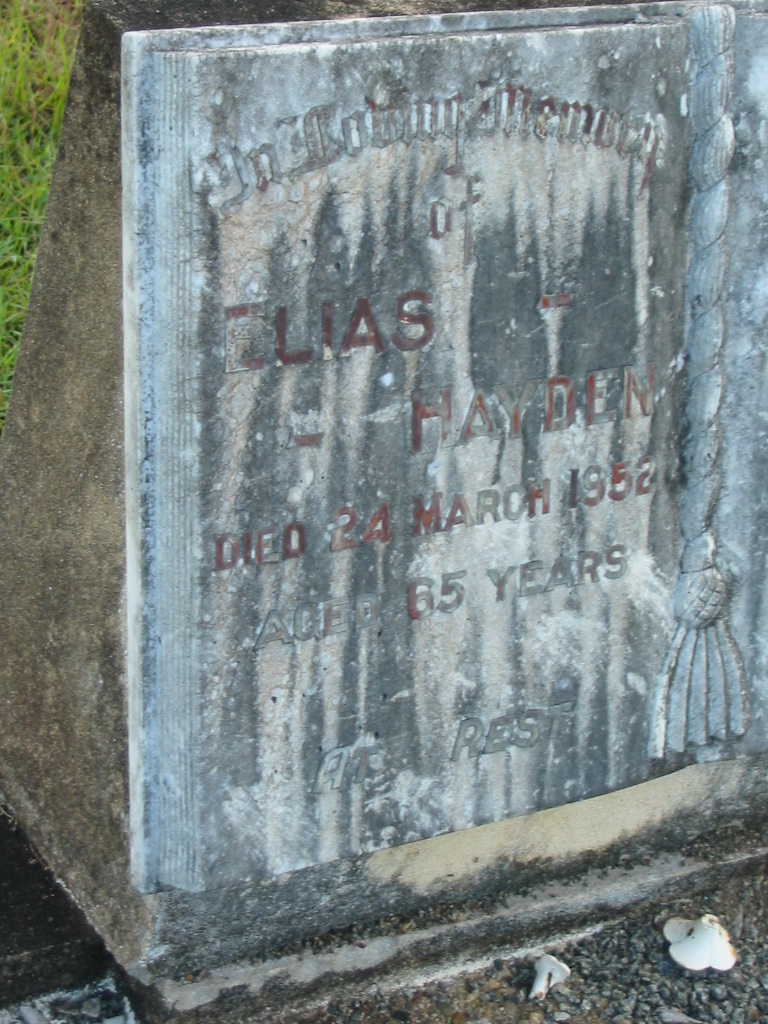 In Loving Memory
of
ELIAS -
- HAYDEN
DIED 24 MARCH 1952
AGED 65 YEARS
AT REST